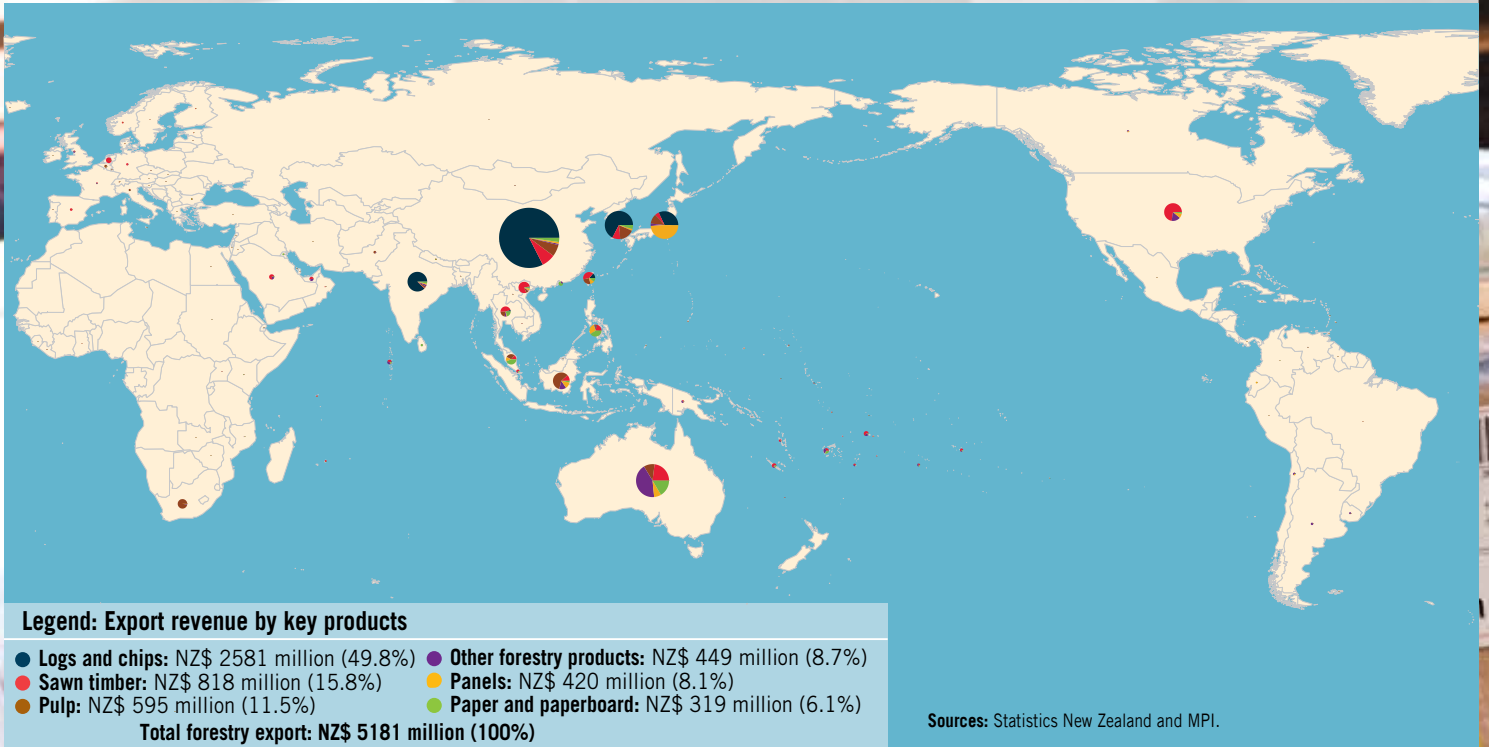 Legend: Export revenue by key products
Logs and chips: NZ$ 2581 million (49.8%)
Sawn timber: NZ$ 818 million (15.8%)
Pulp: NZ$ 595 million (11.5%)
Other forestry products: NZ$ 449 million (8.7%)
Panels: NZ$ 420 million (8.1%)
Paper and paperboard: NZ$ 319 million (6.1%)
Total forestry export: NZ$ 5181 million (100%)
Sources: Statistics New Zealand and MPI.